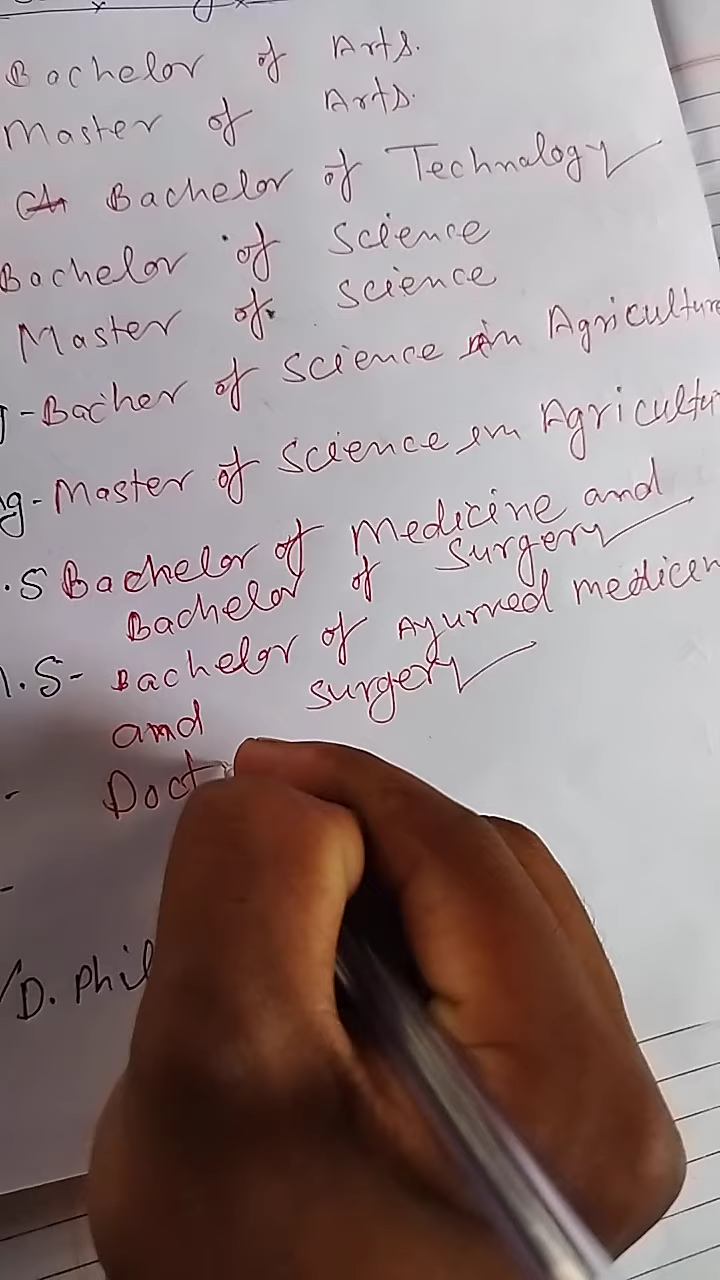 Bachelor of Arts.
Master of Arts.
Bachelor of Technalogy
Bachelor of Science
Master of science
g-Bacher of Science in Agriculture
g-Master of Science in Agricultur
.S Bachelor of Medicine and
Bachelor of Surgery
.S- Bachelor of Ayurved medicen
and surgery
- Doct
-
/D. Phil